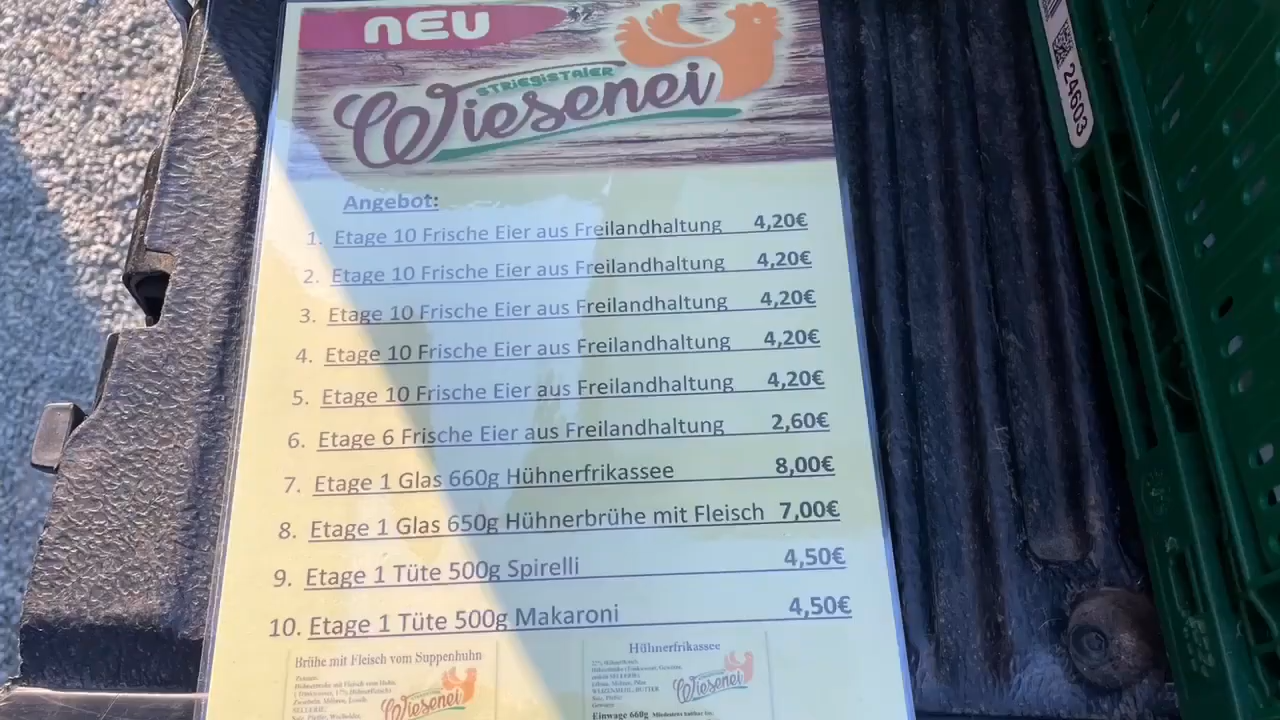 NEU
STRIEGISTALER
Wiesenei
24603
Angebot:
1. Etage 10 Frische Eier aus Freilandhaltung 4,20€
2. Etage 10 Frische Eier aus Freilandhaltung 4,20€
3. Etage 10 Frische Eier aus Freilandhaltung 4,20€
4. Etage 10 Frische Eier aus Freilandhaltung 4,20€
5. Etage 10 Frische Eier aus Freilandhaltung 4,20€
6. Etage 6 Frische Eier aus Freilandhaltung 2,60€
7. Etage 1 Glas 660g Hühnerfrikassee 8,00€
8. Etage 1 Glas 650g Hühnerbrühe mit Fleisch 7,00€
9. Etage 1 Tüte 500g Spirelli 4,50€
10. Etage 1 Tüte 500g Makaroni 4,50€
Brühe mit Fleisch vom Suppenhuhn
Wiesenei
Hühnerfrikassee
Wiesenei
Einwage 660g